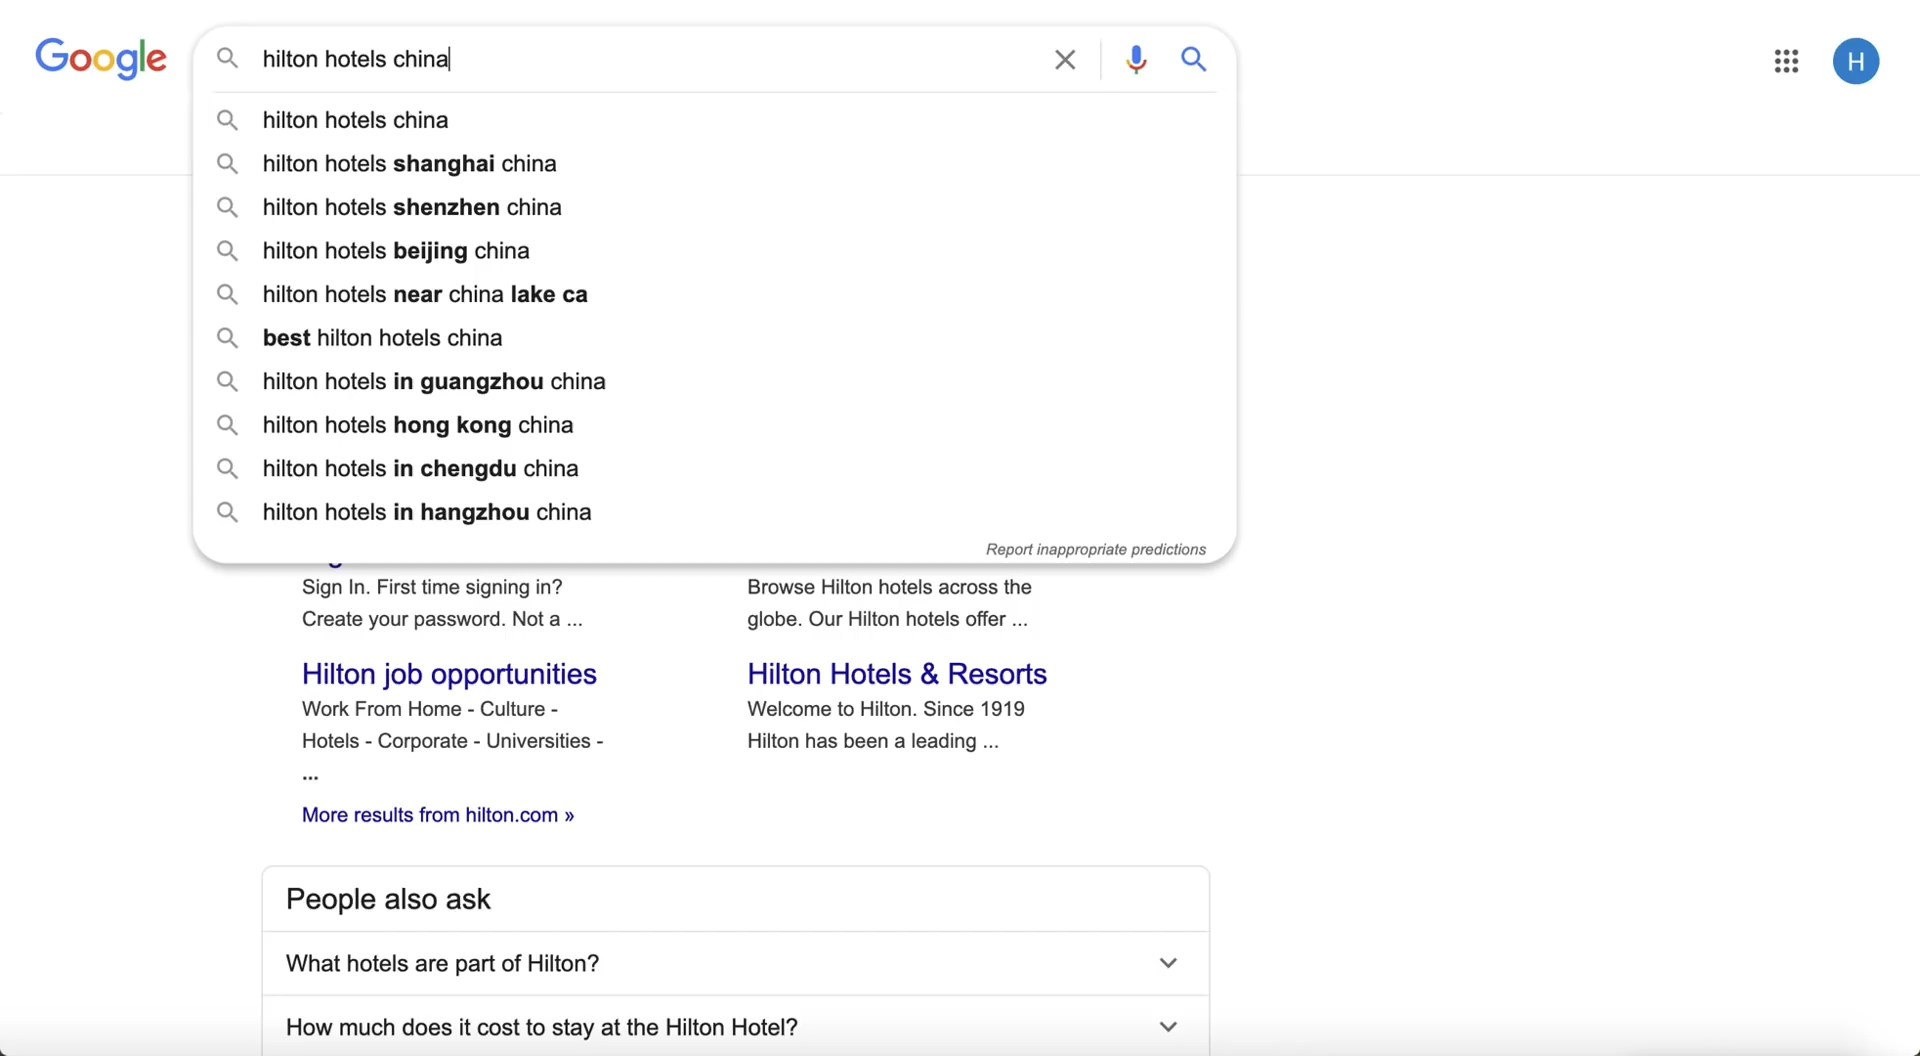 Google
hilton hotels china
H
hilton hotels china
hilton hotels shanghai china
hilton hotels shenzhen china
hilton hotels beijing china
hilton hotels near china lake ca
best hilton hotels china
hilton hotels in guangzhou china
hilton hotels hong kong china
hilton hotels in chengdu china
hilton hotels in hangzhou china
Report inappropriate predictions
Sign In. First time signing in?
Create your password. Not a ...
Browse Hilton hotels across the
globe. Our Hilton hotels offer ...
Hilton job opportunities
Work From Home - Culture -
Hotels - Corporate - Universities -
...
Hilton Hotels & Resorts
Welcome to Hilton. Since 1919
Hilton has been a leading ...
More results from hilton.com »
People also ask
What hotels are part of Hilton?
How much does it cost to stay at the Hilton Hotel?